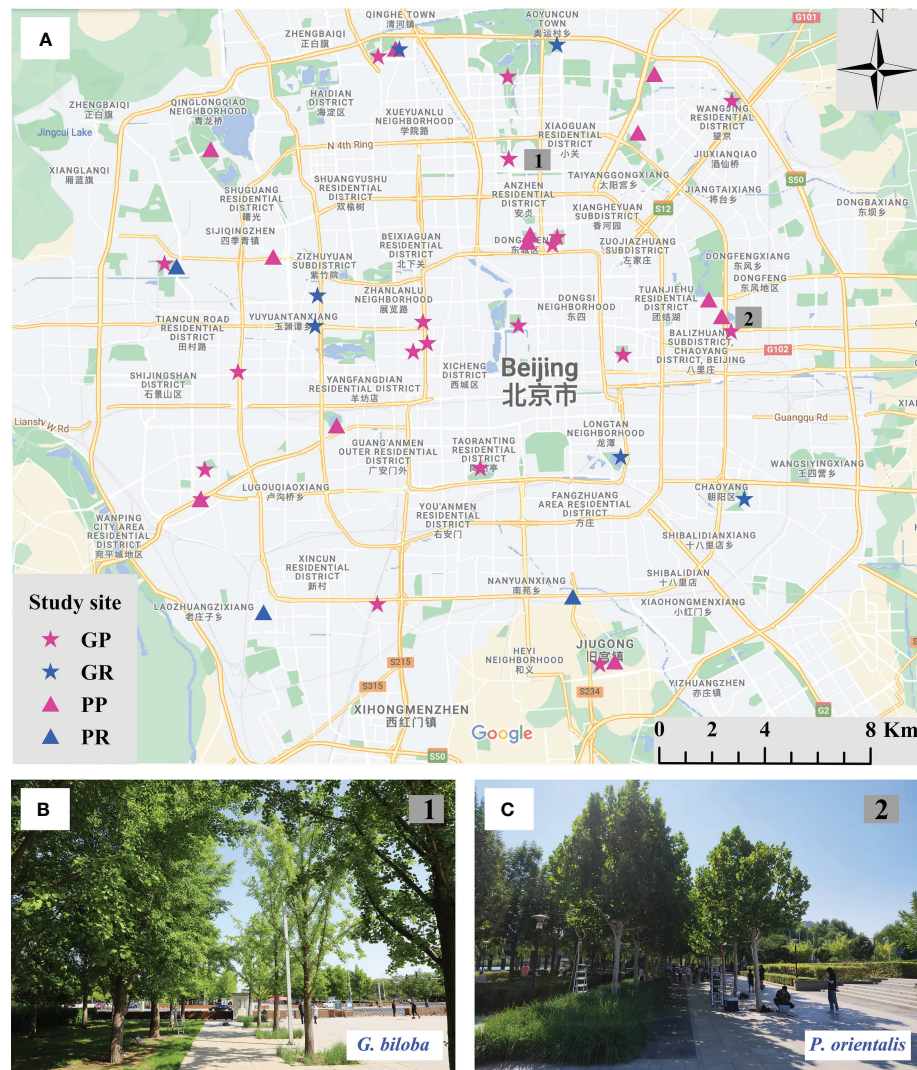 A
QINGHE TOWN
清河镇
AOYUNCUN
TOWN
奥运村乡
G101
N
ZHENGBAIQI
正白旗
ZHENGBAIQI
正白旗
QINGLONGQIAO
NEIGHBORHOOD
青龙桥
HAIDIAN
DISTRICT
海淀区
XUEYUANLU
NEIGHBORHOOD
学院路
WANGJING
RESIDENTIAL
DISTRICT
望京
Jingcui Lake
N 4th Ring
XIAOGUAN
RESIDENTIAL
DISTRICT
小关
1
JIUXIANQIAO
酒仙桥
XIANGLANQI
厢蓝旗
SHUANGYUSHU
RESIDENTIAL
DISTRICT
双榆树
TAIYANGGONGXIANG
太阳宫乡
S50
SHUGUANG
RESIDENTIAL
DISTRICT
曙光
ANZHEN
RESIDENTIAL
DISTRICT
安贞
JIANGTAIXIANG
将台乡
DONGBAXIANG
东坝乡
S12
XIANGHEYUAN
SUBDISTRICT
香河园
SIJIQINGZHEN
四季青镇
BEIXIAGUAN
RESIDENTIAL
DISTRICT
北下关
东城区
ZUOJIAZHUANG
SUBDISTRICT
左家庄
ZIZHUYUAN
SUBDISTRICT
紫竹院
DONGFENGXIANG
东风乡
DONGFENG
东风地区
ZHANLANLU
NEIGHBORHOOD
展览路
DONGSI
NEIGHBORHOOD
东四
TUANJIEHU
RESIDENTIAL
DISTRICT
团结湖
TIANCUN ROAD
RESIDENTIAL
DISTRICT
田村路
YUYUANTANXIANG
玉渊潭乡
2
BALIZHUANG
SUBDISTRICT,
CHAOYANG
DISTRICT, BEIJING
八里庄
G102
XICHENG
DISTRICT
西城区
Beijing
北京市
SHIJINGSHAN
DISTRICT
石景山区
YANGFANGDIAN
RESIDENTIAL DISTRICT
羊坊店
Guangqu Rd
LONGTAN
NEIGHBORHOOD
龙潭
GUANG'ANMEN
OUTER RESIDENTIAL
DISTRICT
广安门外
TAORANTING
RESIDENTIAL
DISTRICT
WANGSIYINGXIANG
王四营乡
LUGOUQIAOXIANG
卢沟桥乡
CHAOYANG
朝阳区
FANGZHUANG
AREA RESIDENTIAL
DISTRICT
方庄
YOU'ANMEN
RESIDENTIAL
DISTRICT
右安门
WANPING
CITY AREA
RESIDENTIAL
DISTRICT
宛平城地区
SHIBALIDIANXIANG
十八里店乡
XINCUN
RESIDENTIAL
DISTRICT
新村
SHIBALIDIAN
十八里店
NANYUANXIANG
南苑乡
LAOZHUANGZIXIANG
老庄子乡
XIAOHONGMENXIANG
小红门乡
JIUGONG
旧宫镇
HEYI
NEIGHBORHOOD
和义
S215
S315
YIZHUANGZHEN
亦庄镇
S234
XIHONGMENZHEN
西红门镇
G2
Google
S50
Study site
GP
GR
PP
PR
0 2 4 8 Km
B
1
G. biloba
C
2
P. orientalis